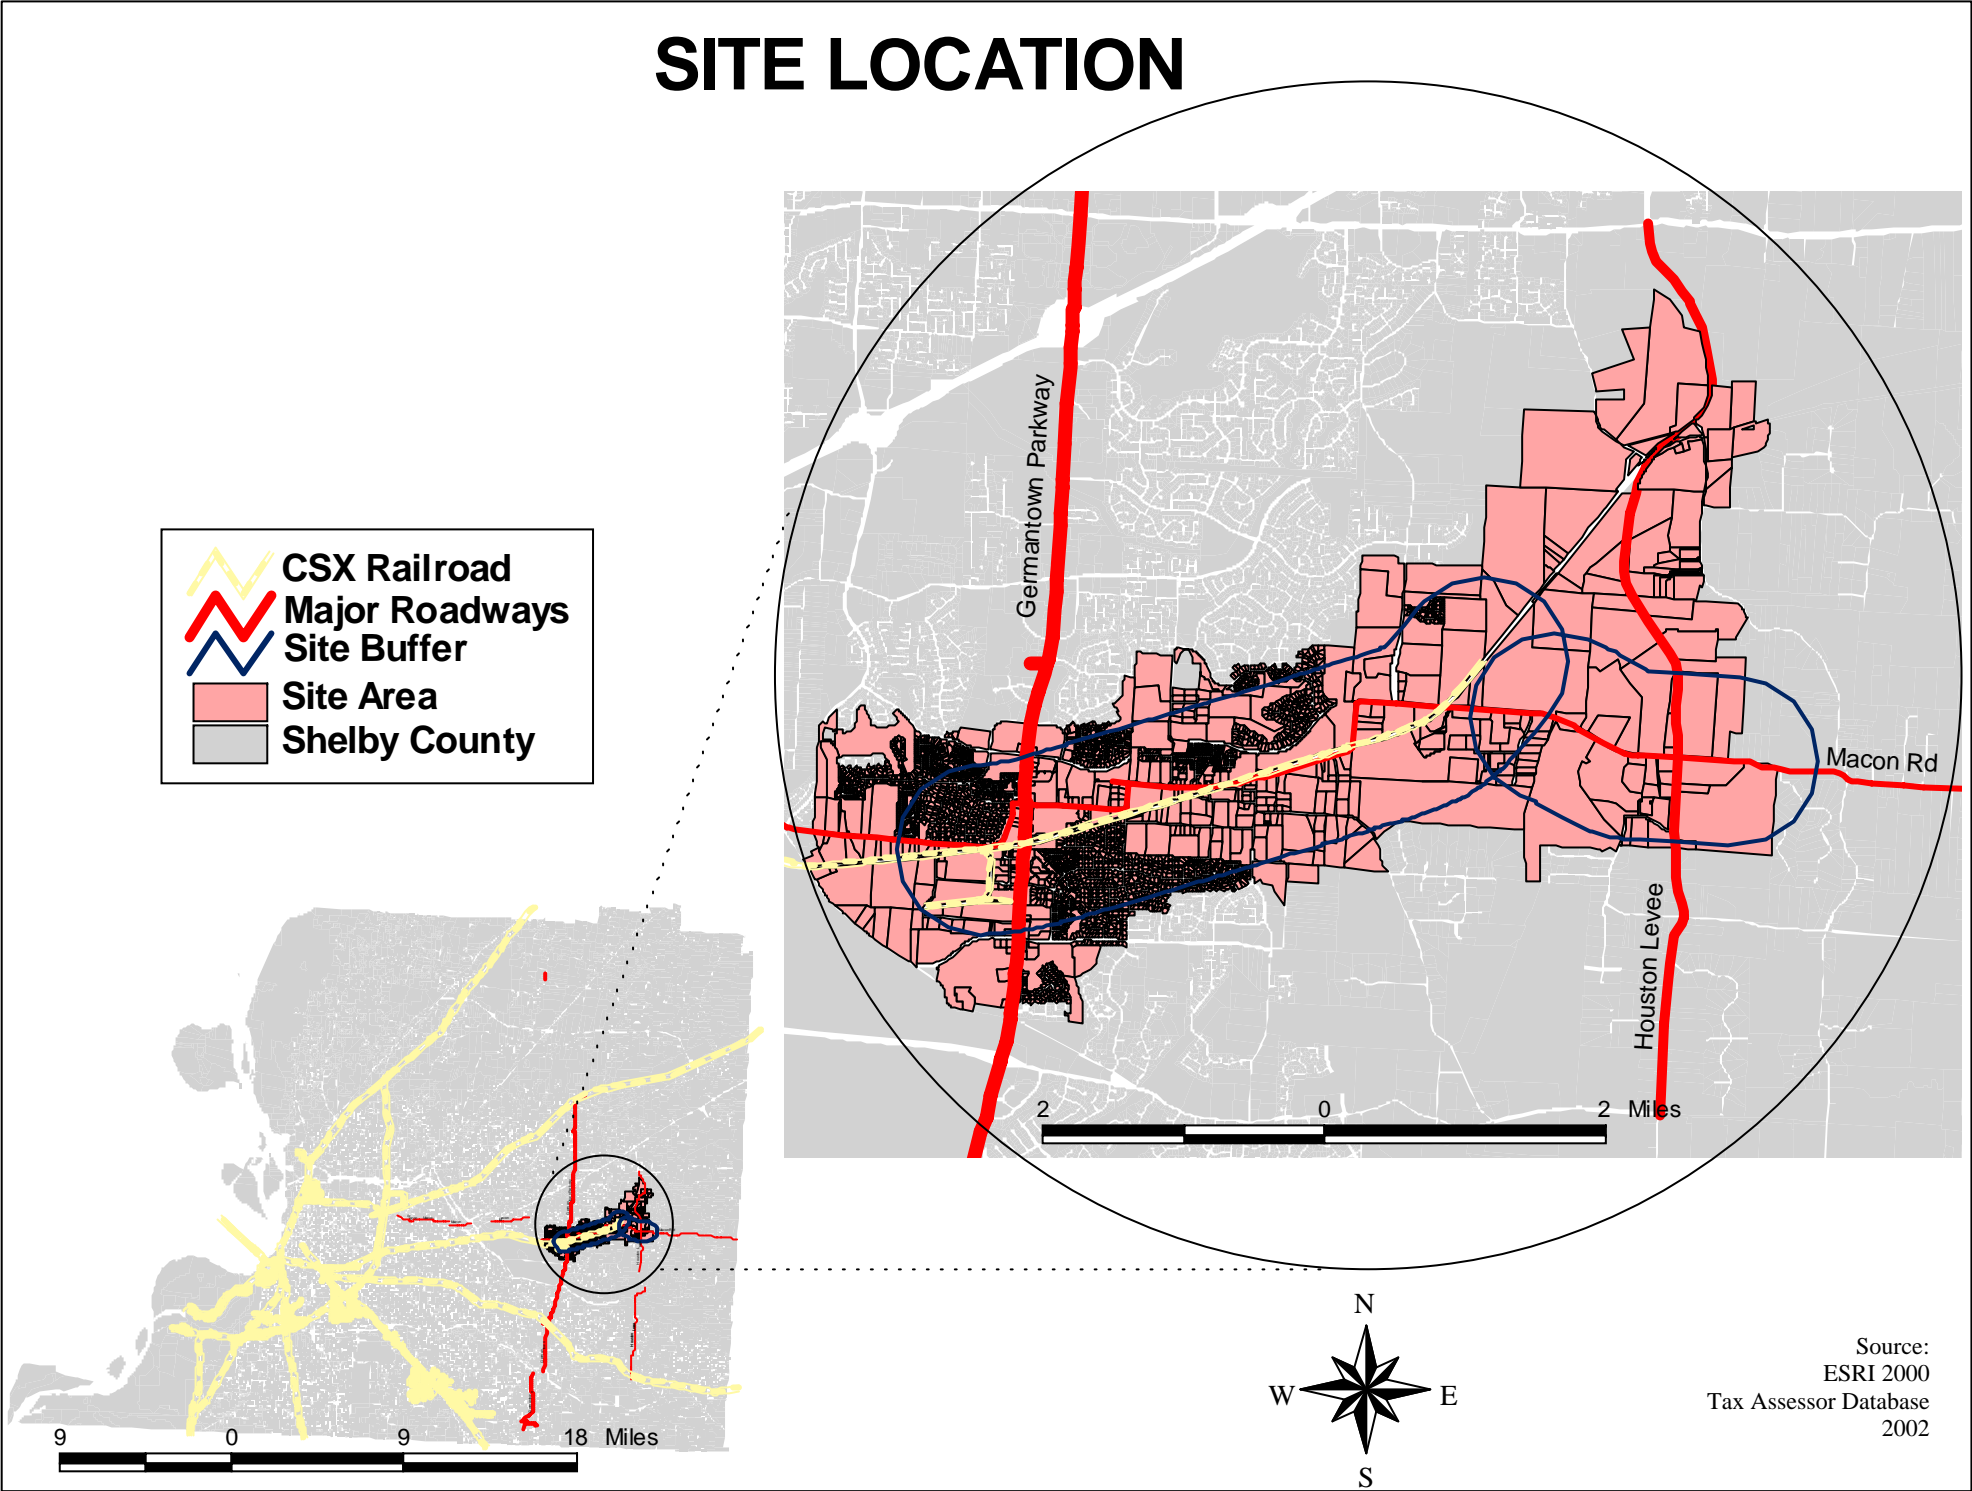 SITE LOCATION
Germantown Parkway
CSX Railroad
Major Roadways
Site Buffer
Site Area
Shelby County
Macon Rd
Houston Levee
2 0 2 Miles
N
W E
S
9 0 9 18 Miles
Source:
ESRI 2000
Tax Assessor Database
2002